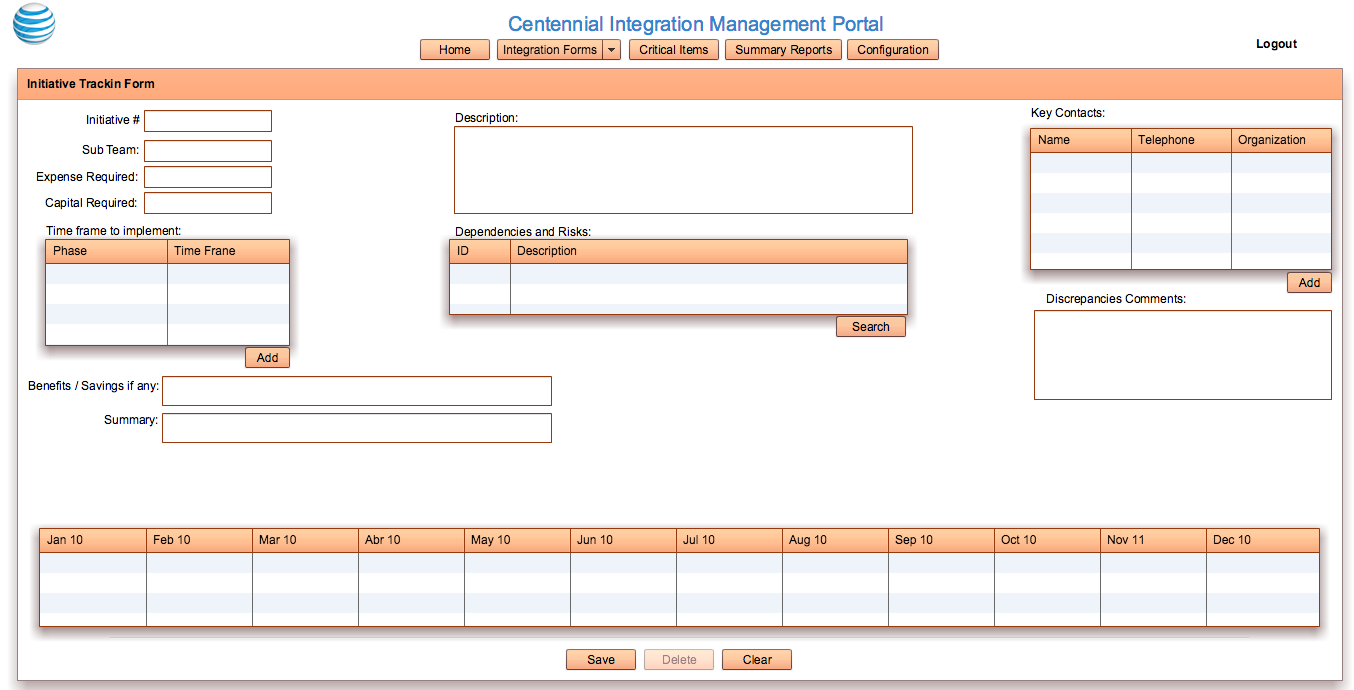 Centennial Integration Management Portal
Home Integration Forms Critical Items Summary Reports Configuration
Logout
Initiative Trackin Form
Initiative #
Sub Team:
Expense Required:
Capital Required:
Time frame to implement:
Phase Time Frane
Add
Description:
Dependencies and Risks:
ID Description
Search
Key Contacts:
Name Telephone Organization
Add
Discrepancies Comments:
Benefits / Savings if any:
Summary:
Jan 10 Feb 10 Mar 10 Abr 10 May 10 Jun 10 Jul 10 Aug 10 Sep 10 Oct 10 Nov 11 Dec 10
Save Delete Clear